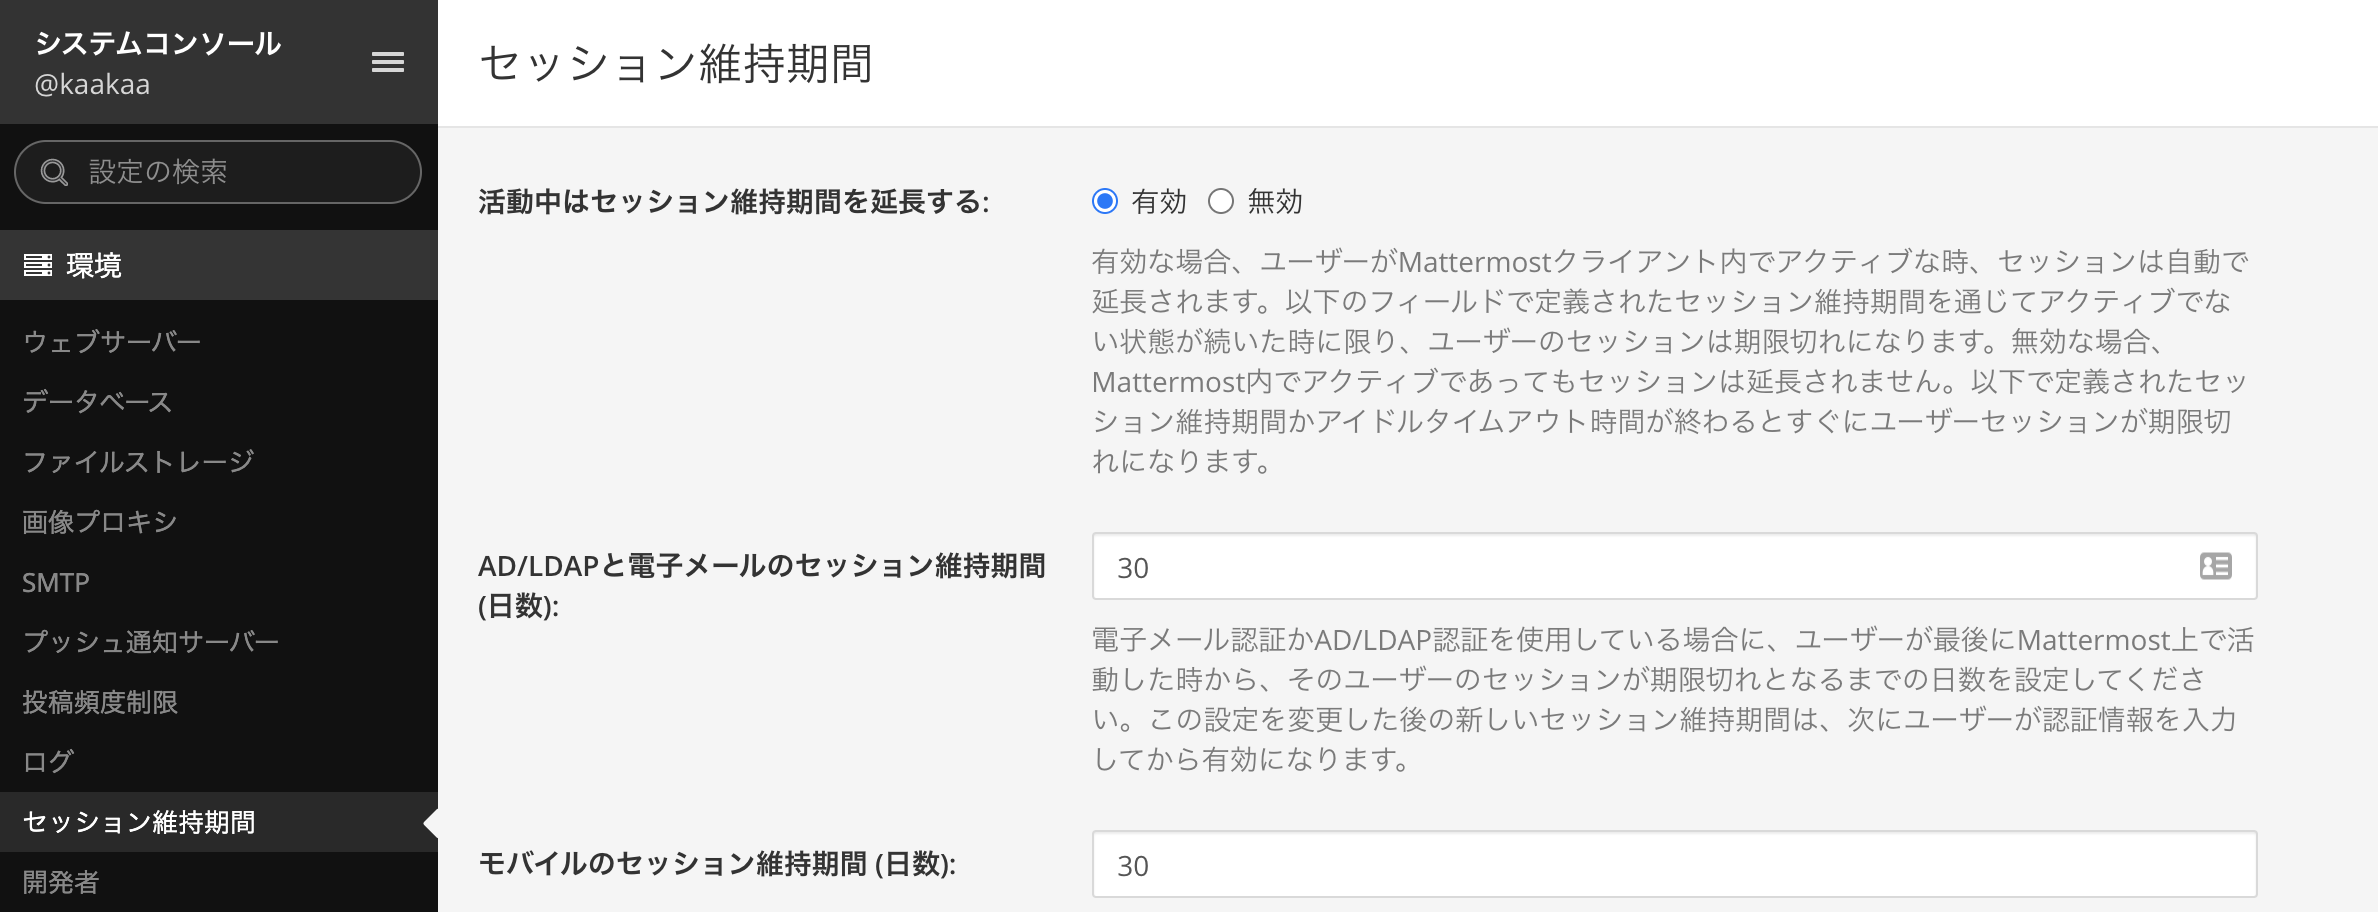 システムコンソール
@kaakaa
設定の検索
環境
ウェブサーバー
データベース
ファイルストレージ
画像プロキシ
SMTP
プッシュ通知サーバー
投稿頻度制限
ログ
セッション維持期間
開発者
セッション維持期間
活動中はセッション維持期間を延長する:
有効 無効
有効な場合、ユーザーがMattermostクライアント内でアクティブな時、セッションは自動で
延長されます。以下のフィールドで定義されたセッション維持期間を通じてアクティブでな
い状態が続いた時に限り、ユーザーのセッションは期限切れになります。無効な場合、
Mattermost内でアクティブであってもセッションは延長されません。以下で定義されたセッ
ション維持期間かアイドルタイムアウト時間が終わるとすぐにユーザーセッションが期限切
れになります。
AD/LDAPと電子メールのセッション維持期間
(日数):
30
電子メール認証かAD/LDAP認証を使用している場合に、ユーザーが最後にMattermost上で活
動した時から、そのユーザーのセッションが期限切れとなるまでの日数を設定してくださ
い。この設定を変更した後の新しいセッション維持期間は、次にユーザーが認証情報を入力
してから有効になります。
モバイルのセッション維持期間 (日数):
30